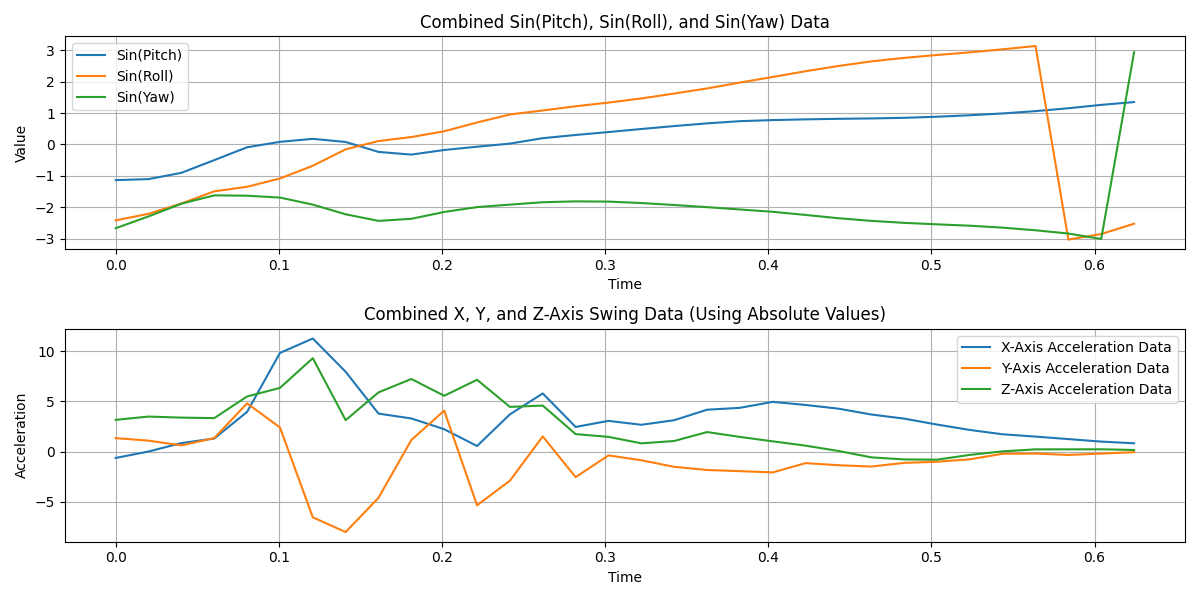 Combined Sin(Pitch), Sin(Roll), and Sin(Yaw) Data
Sin(Pitch)
Sin(Roll)
Sin(Yaw)
Value
3
2
1
0
−1
−2
−3
0.0 0.1 0.2 0.3 0.4 0.5 0.6
Time
Combined X, Y, and Z-Axis Swing Data (Using Absolute Values)
X-Axis Acceleration Data
Y-Axis Acceleration Data
Z-Axis Acceleration Data
Acceleration
10
5
0
−5
0.0 0.1 0.2 0.3 0.4 0.5 0.6
Time